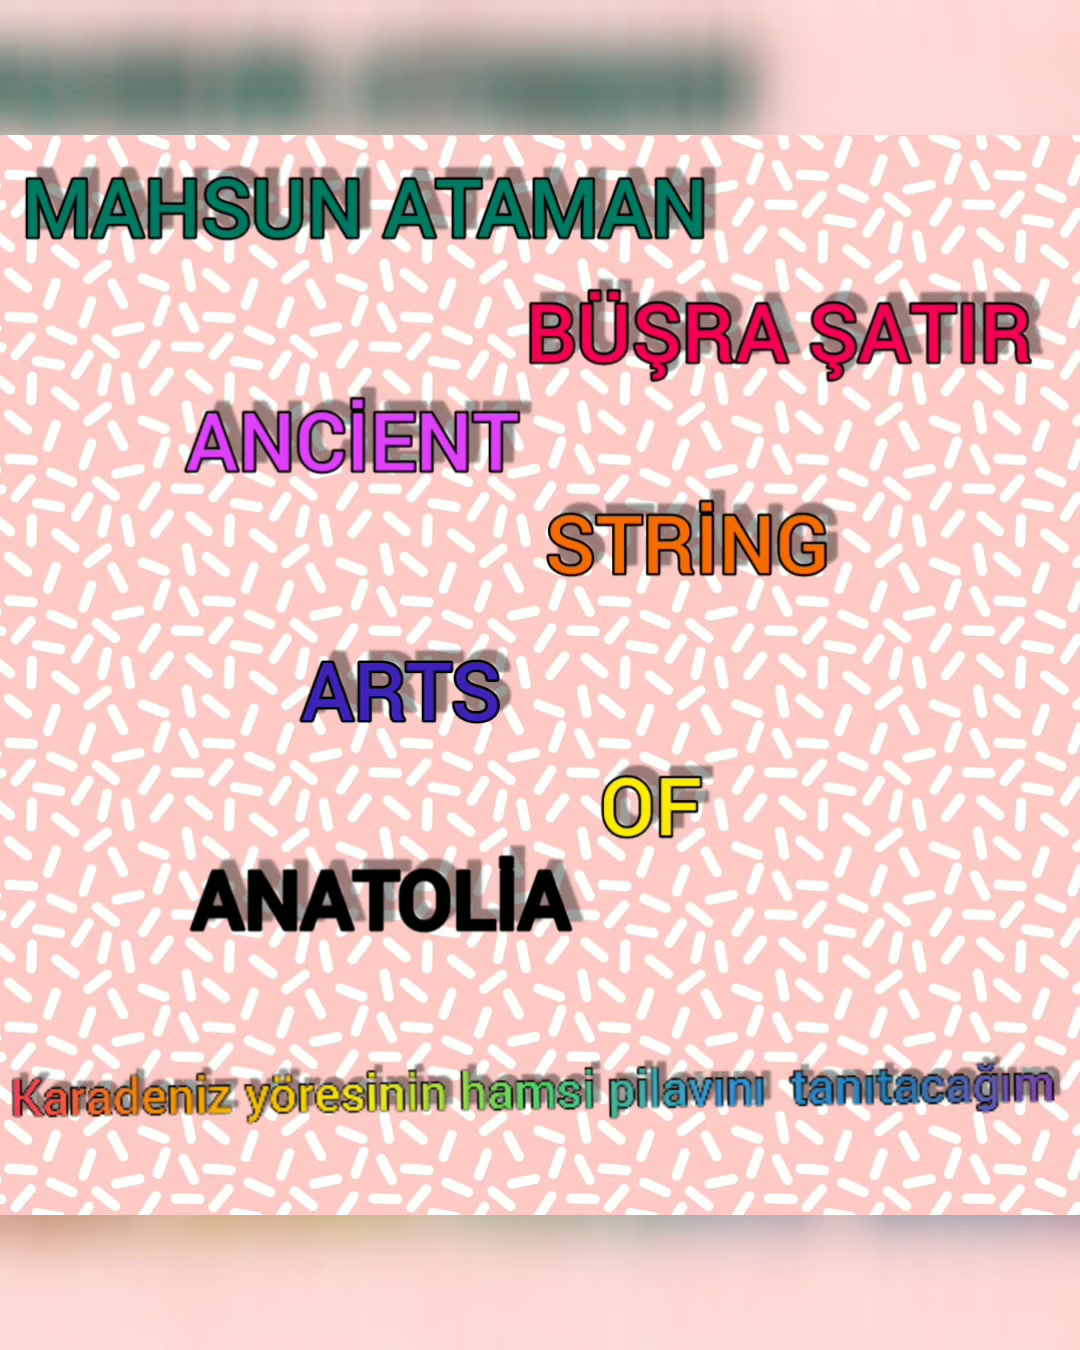 MAHSUN ATAMAN
BÜŞRA ŞATIR
ANCİENT
STRİNG
ARTS
OF
ANATOLİA
Karadeniz yöresinin hamsi pilavını tanıtacağım